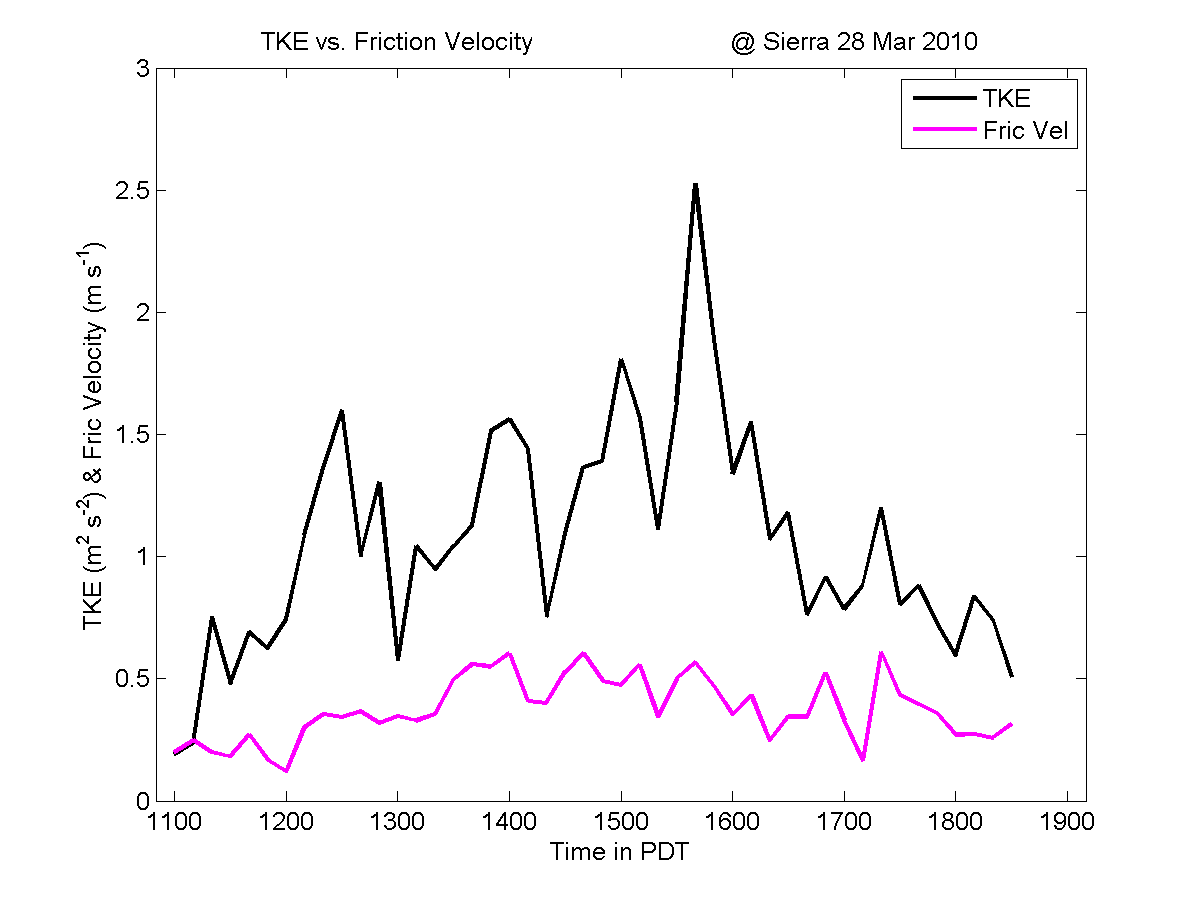 TKE vs. Friction Velocity @ Sierra 28 Mar 2010
TKE
Fric Vel
3
2.5
2
1.5
1
0.5
0
TKE (m² s⁻²) & Fric Velocity (m s⁻¹)
1100 1200 1300 1400 1500 1600 1700 1800 1900
Time in PDT